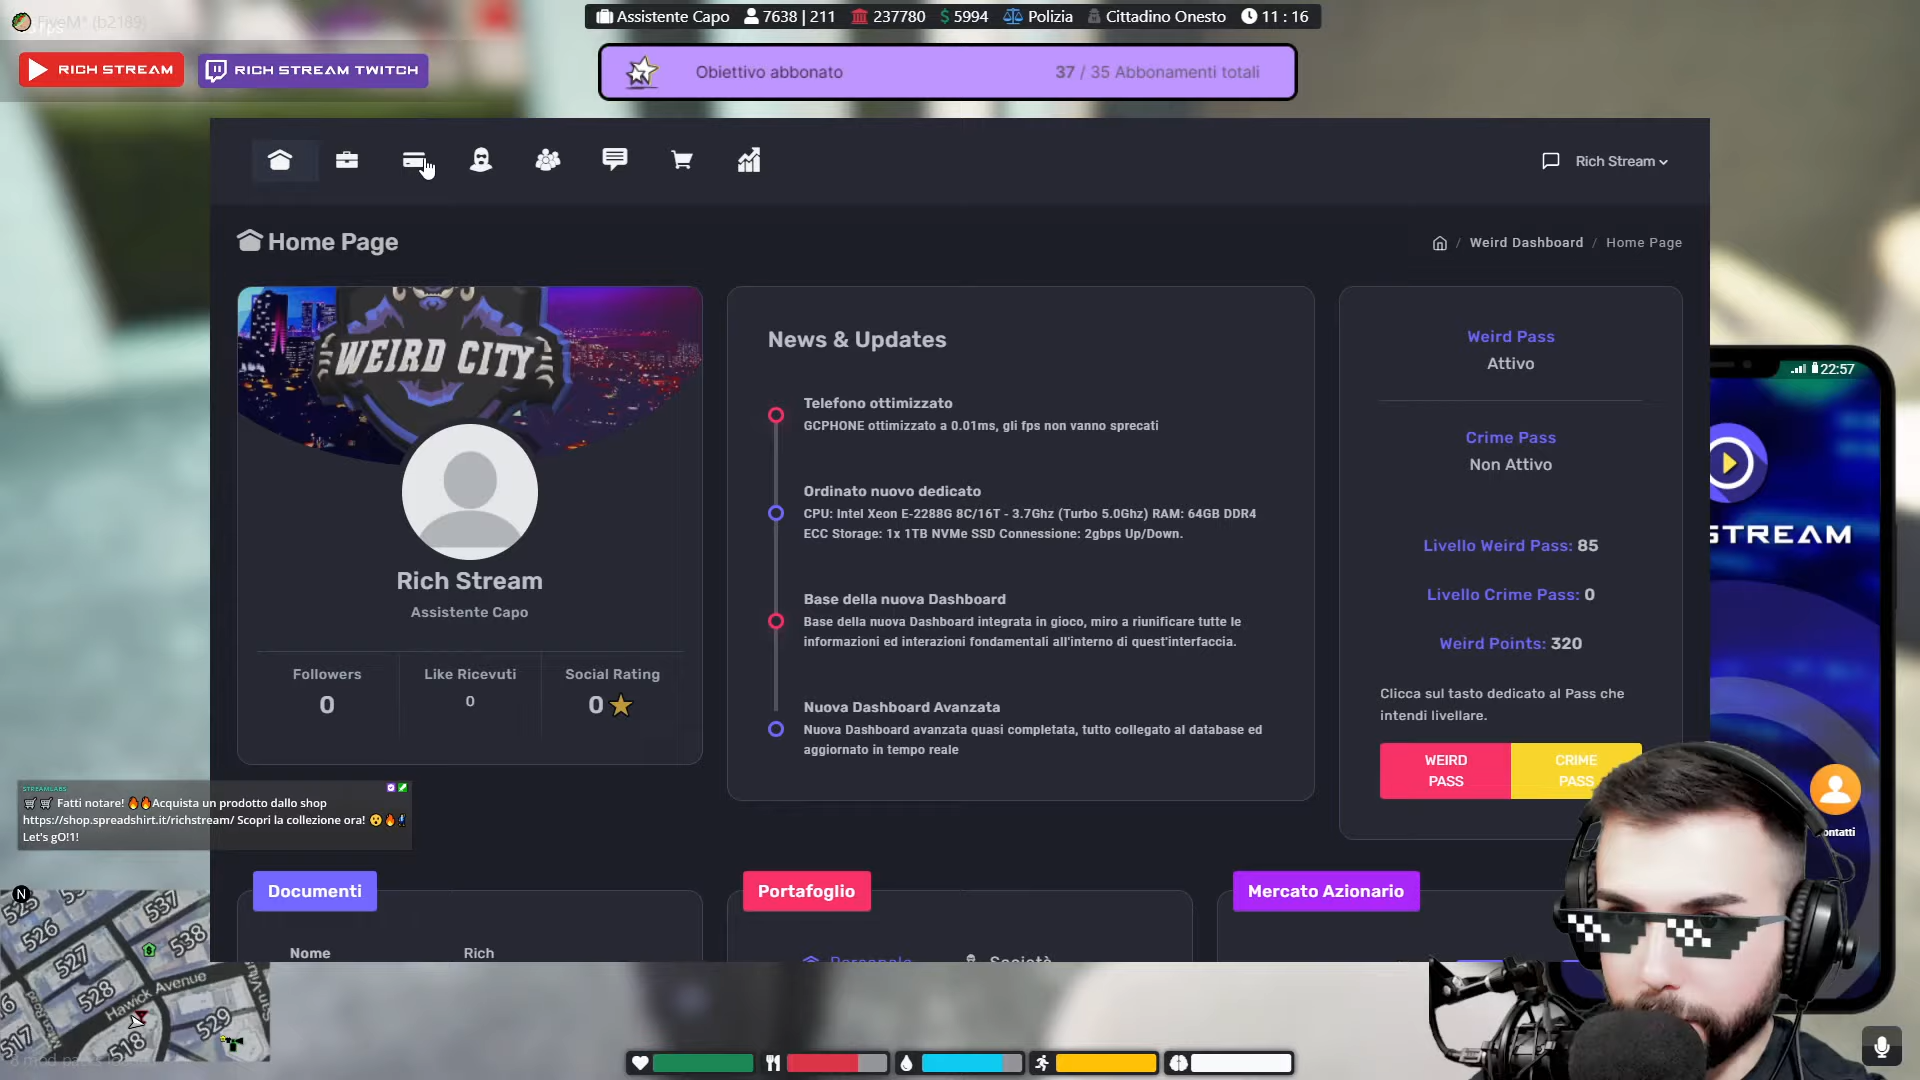 FiveM® (b2189)
Assistente Capo 7638 | 211 237780 $ 5994 Polizia Cittadino Onesto 11 : 16
RICH STREAM
RICH STREAM TWITCH
Obiettivo abbonato 37 / 35 Abbonamenti totali
Rich Stream
Home Page
/ Weird Dashboard / Home Page
WEIRD CITY
Rich Stream
Assistente Capo
Followers Like Ricevuti Social Rating
0 0 0
News & Updates
Telefono ottimizzato
GCPHONE ottimizzato a 0.01ms, gli fps non vanno sprecati
Ordinato nuovo dedicato
CPU: Intel Xeon E-2288G 8C/16T - 3.7Ghz (Turbo 5.0Ghz) RAM: 64GB DDR4
ECC Storage: 1x 1TB NVMe SSD Connessione: 2gbps Up/Down.
Base della nuova Dashboard
Base della nuova Dashboard integrata in gioco, miro a riunificare tutte le
informazioni ed interazioni fondamentali all'interno di quest'interfaccia.
Nuova Dashboard Avanzata
Nuova Dashboard avanzata quasi completata, tutto collegato al database ed
aggiornato in tempo reale
Weird Pass
Attivo
Crime Pass
Non Attivo
Livello Weird Pass: 85
Livello Crime Pass: 0
Weird Points: 320
Clicca sul tasto dedicato al Pass che
intendi livellare.
WEIRD
PASS
CRIME
PASS
22:57
STREAM
ontatti
STREAMLABS
Fatti notare! Acquista un prodotto dallo shop
https://shop.spreadshirt.it/richstream/ Scopri la collezione ora!
Let's gO!1!
Documenti
Nome Rich
Portafoglio
Personale Società
Mercato Azionario
N
525
526
527
528
537
538
529
517
518
Hawick Avenue